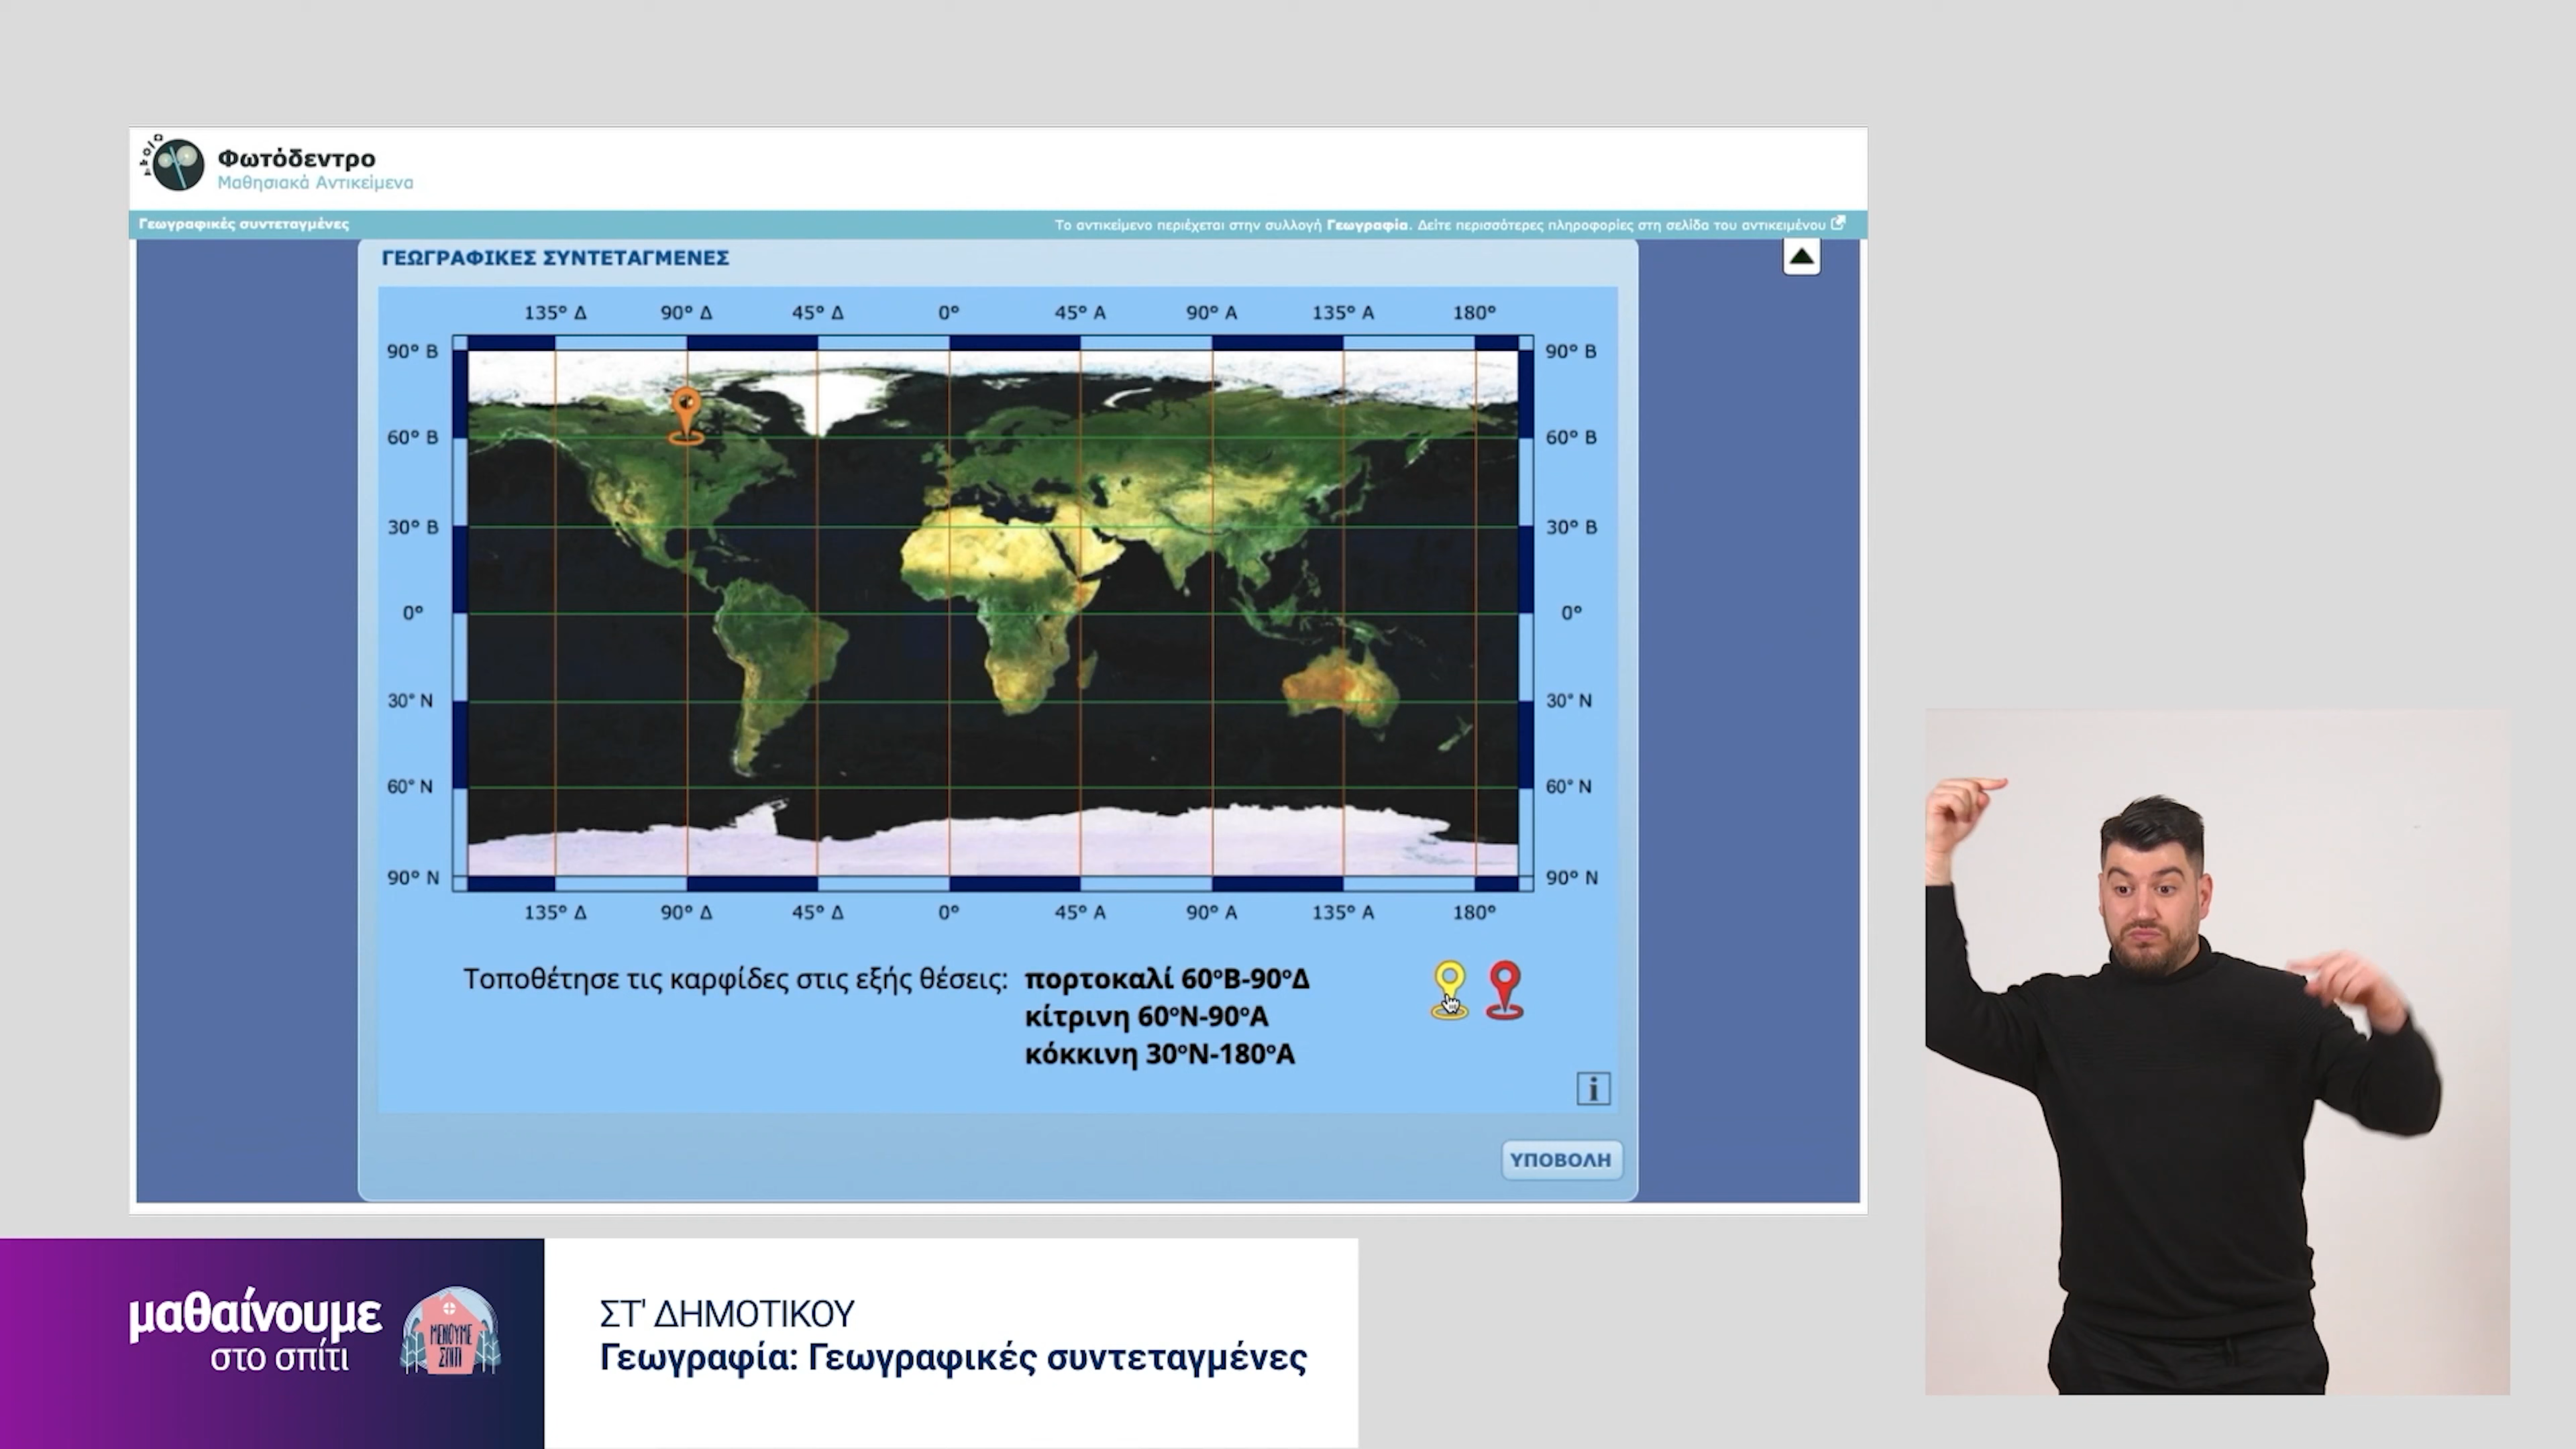 Φωτόδεντρο
Μαθησιακά Αντικείμενα
Γεωγραφικές συντεταγμένες
Το αντικείμενο περιέχεται στην συλλογή Γεωγραφία. Δείτε περισσότερες πληροφορίες στη σελίδα του αντικειμένου
ΓΕΩΓΡΑΦΙΚΕΣ ΣΥΝΤΕΤΑΓΜΕΝΕΣ
135° Δ 90° Δ 45° Δ 0° 45° Α 90° Α 135° Α 180°
90° Β 90° Β
60° Β 60° Β
30° Β 30° Β
0° 0°
30° Ν 30° Ν
60° Ν 60° Ν
90° Ν 90° Ν
135° Δ 90° Δ 45° Δ 0° 45° Α 90° Α 135° Α 180°
Τοποθέτησε τις καρφίδες στις εξής θέσεις: πορτοκαλί 60°Β-90°Δ
κίτρινη 60°Ν-90°Α
κόκκινη 30°Ν-180°Α
i
ΥΠΟΒΟΛΗ
μαθαίνουμε
στο σπίτι
ΜΕΝΟΥΜΕ
ΣΠΙΤΙ
ΣΤ' ΔΗΜΟΤΙΚΟΥ
Γεωγραφία: Γεωγραφικές συντεταγμένες